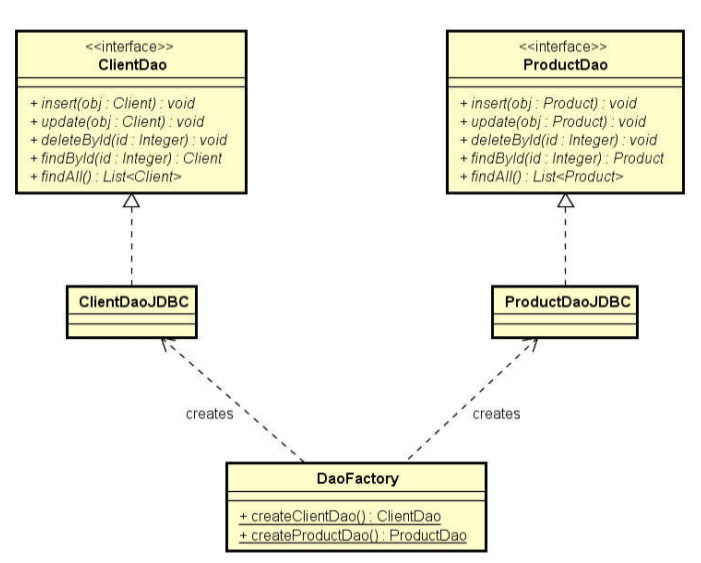 <<interface>>
ClientDao
+ insert(obj : Client) : void
+ update(obj : Client) : void
+ deleteById(id : Integer) : void
+ findById(id : Integer) : Client
+ findAll() : List<Client>
<<interface>>
ProductDao
+ insert(obj : Product) : void
+ update(obj : Product) : void
+ deleteById(id : Integer) : void
+ findById(id : Integer) : Product
+ findAll() : List<Product>
ClientDaoJDBC
ProductDaoJDBC
creates
creates
DaoFactory
+ createClientDao() : ClientDao
+ createProductDao() : ProductDao